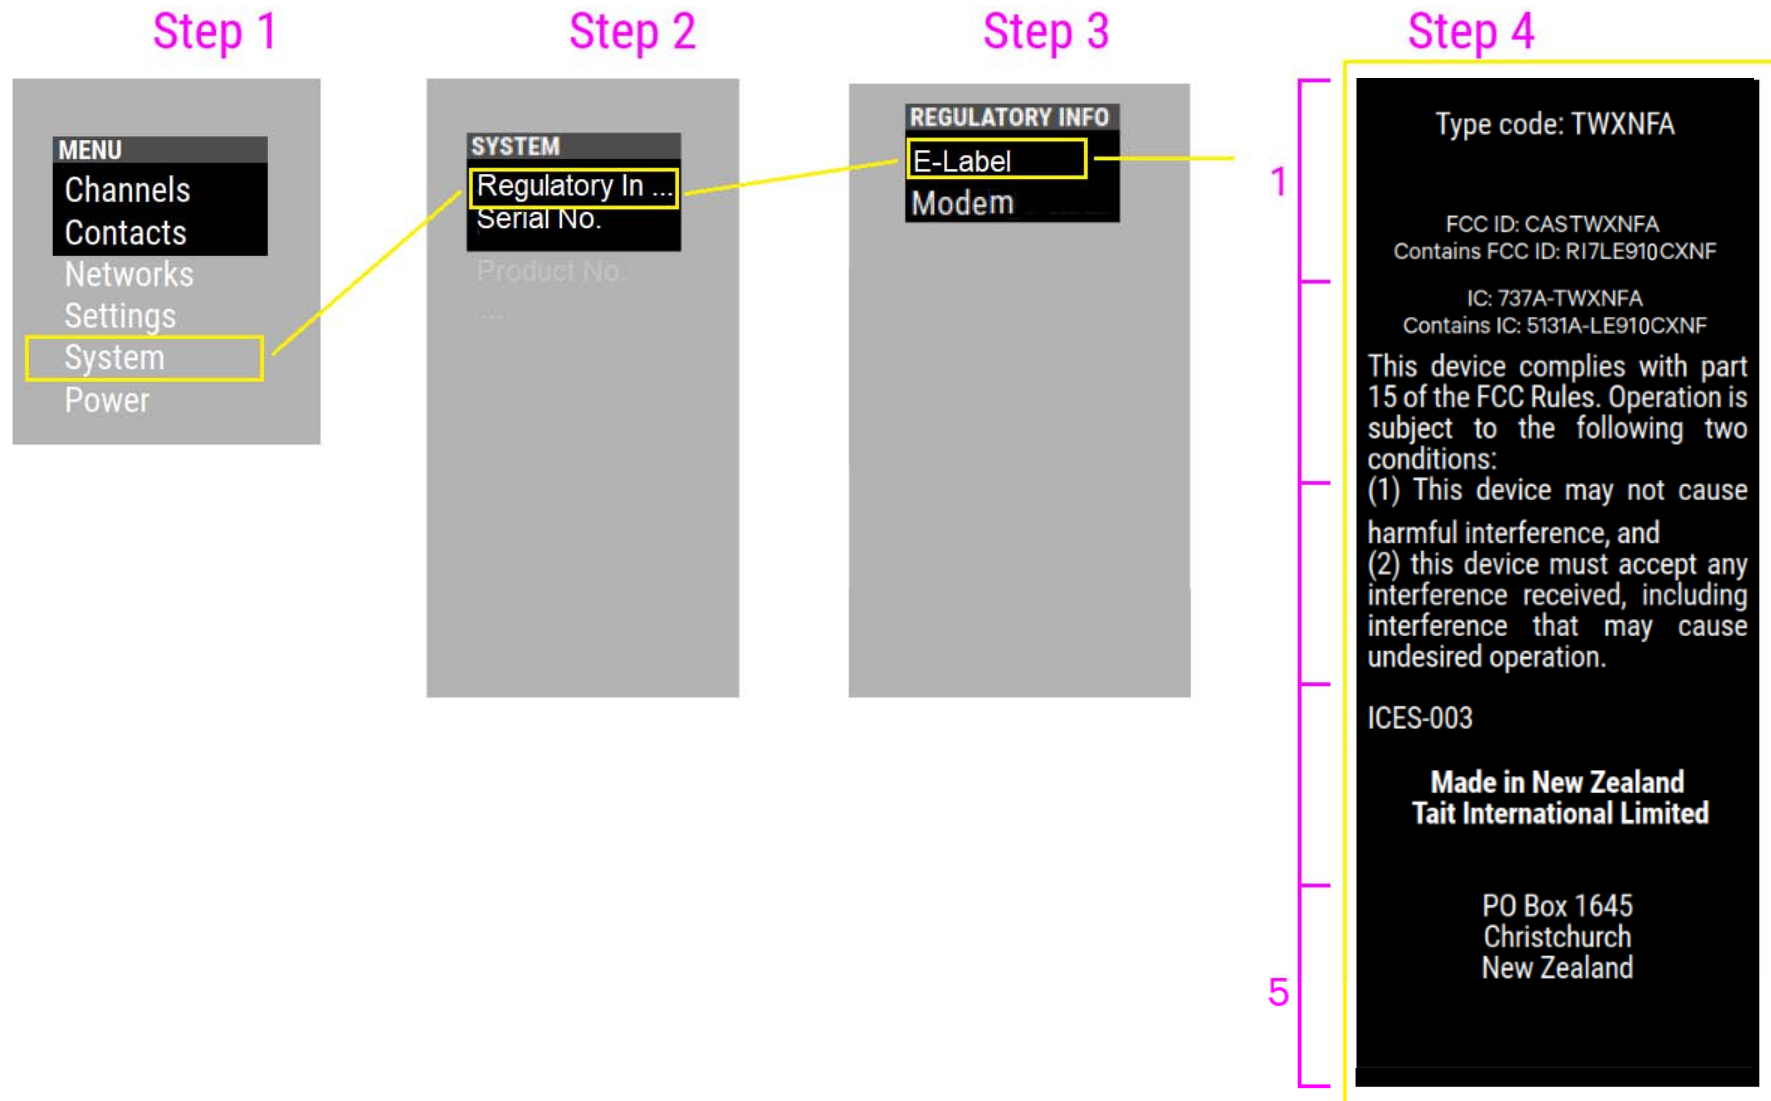 Step 1
MENU
Channels
Contacts
Networks
Settings
System
Power
Step 2
SYSTEM
Regulatory In ...
Serial No.
Product No.
...
Step 3
REGULATORY INFO
E-Label
Modem
Step 4
1
5
Type code: TWXNFA
FCC ID: CASTWXNFA
Contains FCC ID: RI7LE910CXNF
IC: 737A-TWXNFA
Contains IC: 5131A-LE910CXNF
This device complies with part
15 of the FCC Rules. Operation is
subject to the following two
conditions:
(1) This device may not cause
harmful interference, and
(2) this device must accept any
interference received, including
interference that may cause
undesired operation.
ICES-003
Made in New Zealand
Tait International Limited
PO Box 1645
Christchurch
New Zealand